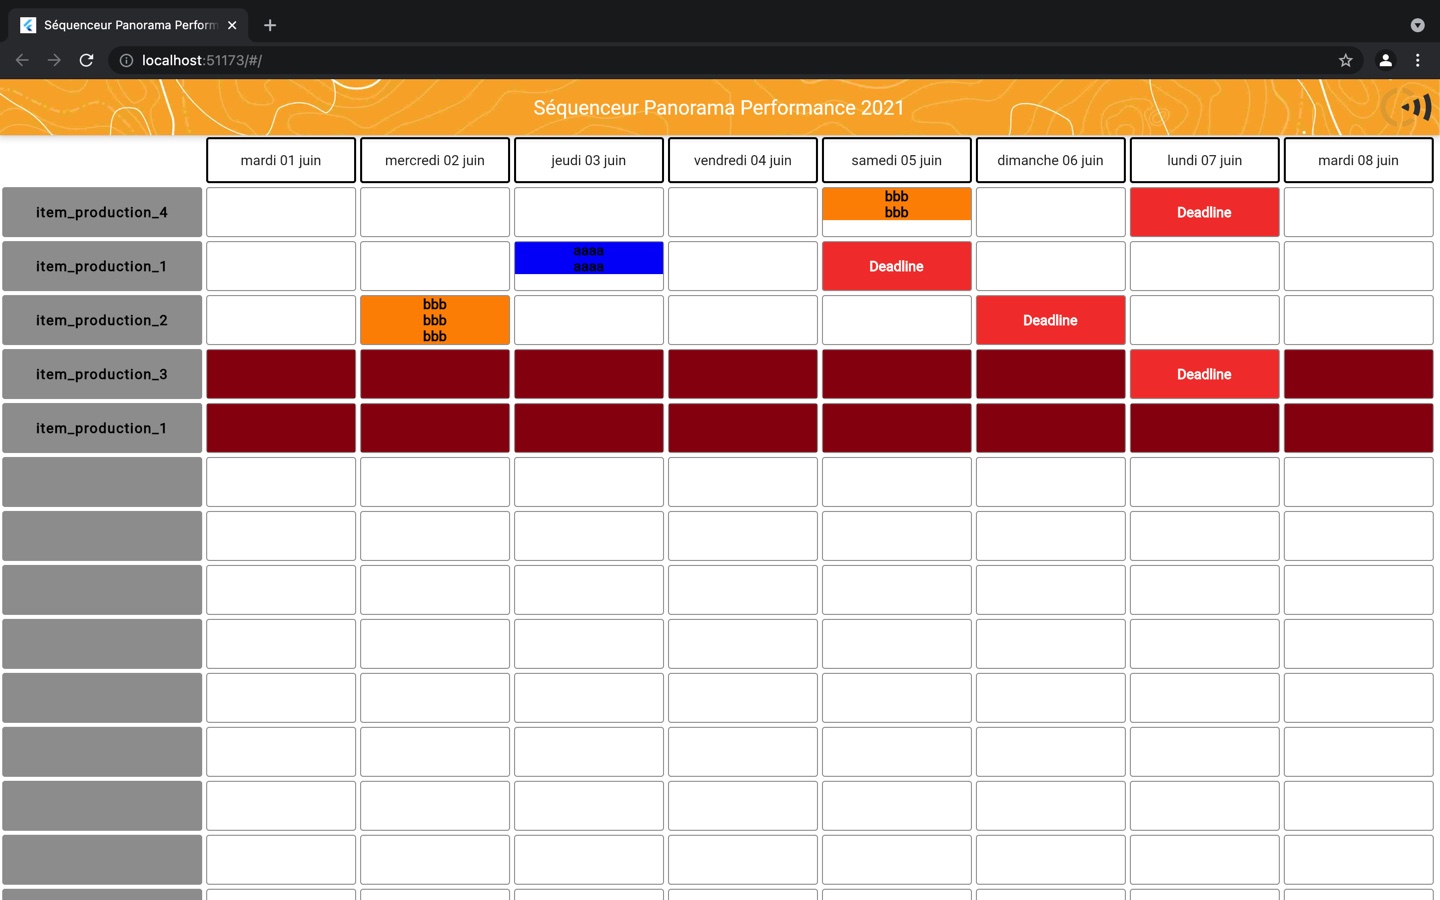 Séquenceur Panorama Perform
localhost:51173/#/
Séquenceur Panorama Performance 2021
mardi 01 juin
mercredi 02 juin
jeudi 03 juin
vendredi 04 juin
samedi 05 juin
dimanche 06 juin
lundi 07 juin
mardi 08 juin
item_production_4
bbb
bbb
Deadline
item_production_1
aaaa
aaaa
Deadline
item_production_2
bbb
bbb
bbb
Deadline
item_production_3
Deadline
item_production_1